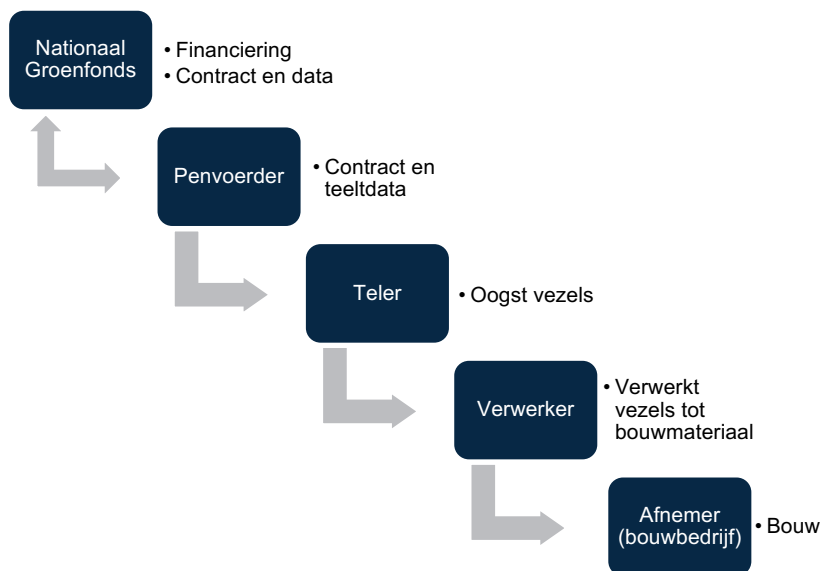 Nationaal
Groenfonds
• Financiering
• Contract en data
Penvoerder
• Contract en
teeltdata
Teler
• Oogst vezels
Verwerker
• Verwerkt
vezels tot
bouwmateriaal
Afnemer
(bouwbedrijf)
• Bouw